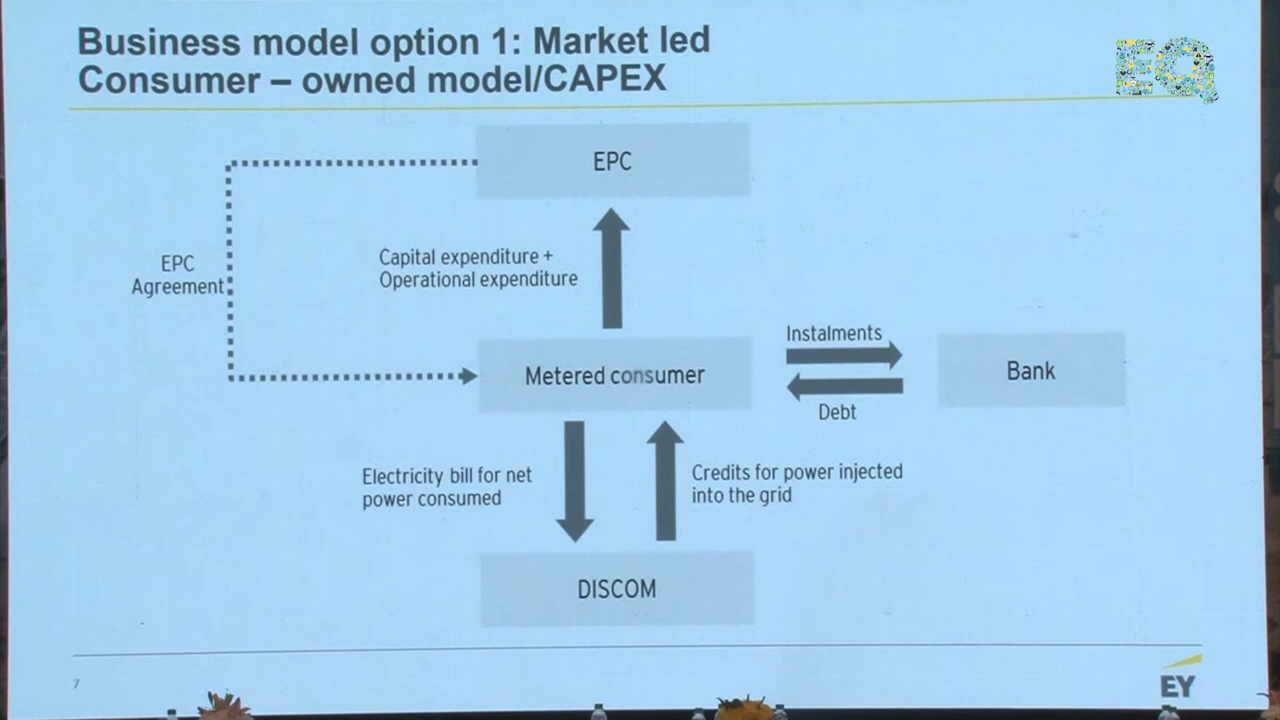 Business model option 1: Market led
Consumer – owned model/CAPEX
EQ
EPC
EPC
Agreement
Capital expenditure +
Operational expenditure
Metered consumer
Instalments
Debt
Bank
Electricity bill for net
power consumed
Credits for power injected
into the grid
DISCOM
7
EY